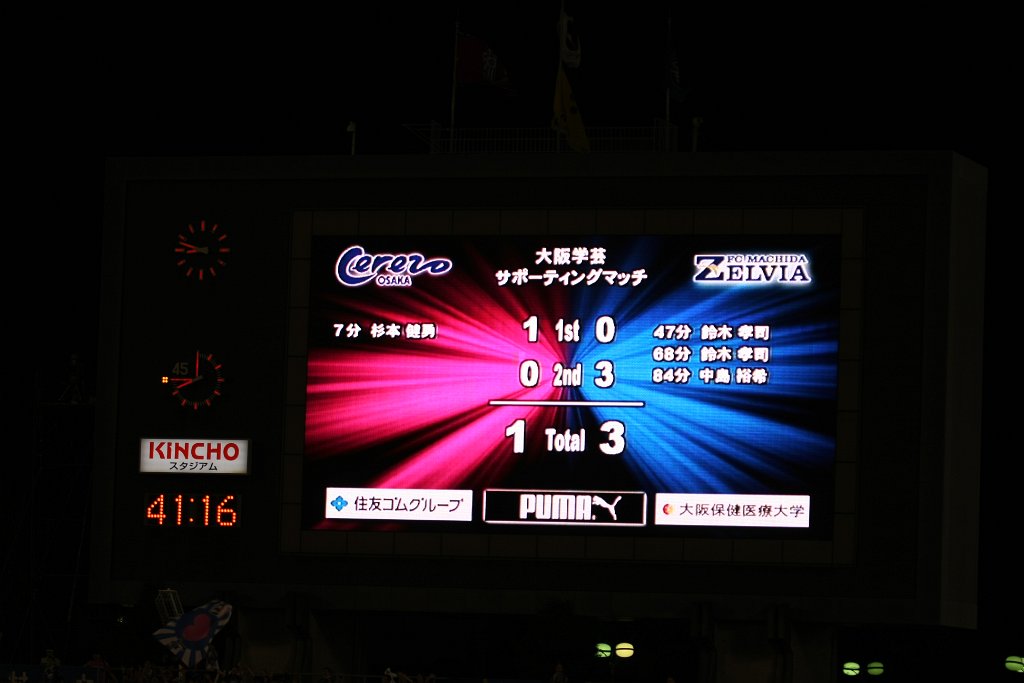 Cerezo
OSAKA
大阪学芸
サポーティングマッチ
FC MACHIDA
ZELVIA
7分 杉本 健勇
1 1st 0
47分 鈴木 孝司
68分 鈴木 孝司
0 2nd 3
84分 中島 裕希
1 Total 3
45
KiNCHO
スタジアム
41:16
住友ゴムグループ
PUMA
大阪保健医療大学